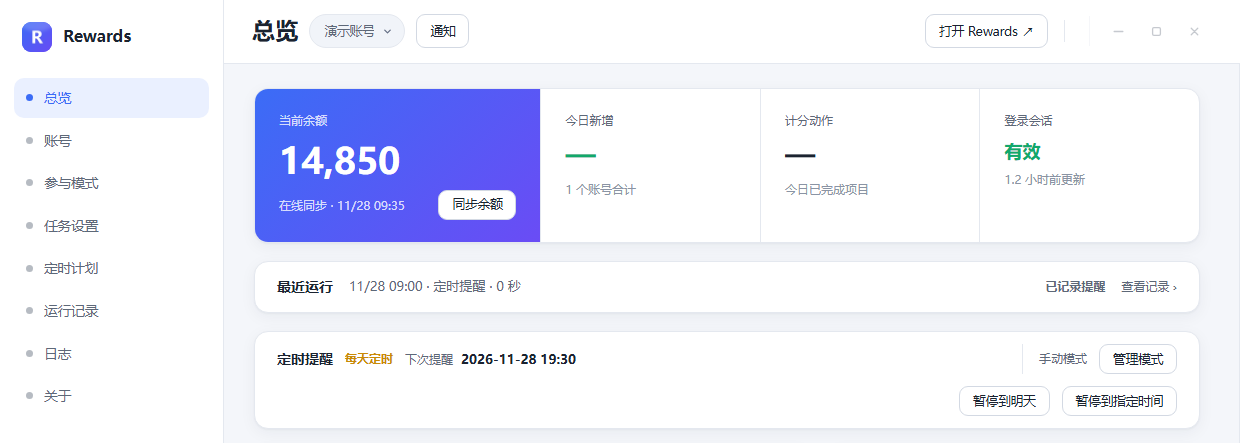 R Rewards
总览
账号
参与模式
任务设置
定时计划
运行记录
日志
关于
总览 演示账号 通知 打开 Rewards ↗
当前余额
14,850
在线同步 · 11/28 09:35 同步余额
今日新增
—
1 个账号合计
计分动作
—
今日已完成项目
登录会话
有效
1.2 小时前更新
最近运行 11/28 09:00 · 定时提醒 · 0 秒 已记录提醒 查看记录 ›
定时提醒 每天定时 下次提醒 2026-11-28 19:30 手动模式 管理模式
暂停到明天 暂停到指定时间